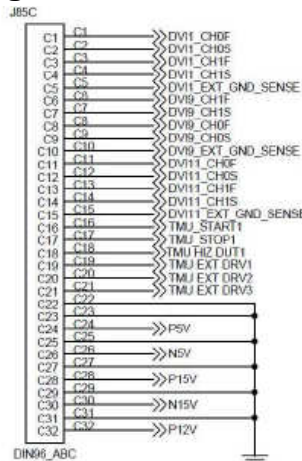 J85C
C1 C1 DVI1_CH0F
C2 C2 DVI1_CH0S
C3 C3 DVI1_CH1F
C4 C4 DVI1_CH1S
C5 C5 DVI1_EXT_GND_SENSE
C6 C6 DVI9_CH1F
C7 C7 DVI9_CH1S
C8 C8 DVI9_CH0F
C9 C9 DVI9_CH0S
C10 C10 DVI9_EXT_GND_SENSE
C11 C11 DVI11_CH0F
C12 C12 DVI11_CH0S
C13 C13 DVI11_CH1F
C14 C14 DVI11_CH1S
C15 C15 DVI11_EXT_GND_SENSE
C16 C16 TMU_START1
C17 C17 TMU_STOP1
C18 C18 TMU HIZ DUT1
C19 C19 TMU EXT DRV1
C20 C20 TMU EXT DRV2
C21 C21 TMU EXT DRV3
C22 C22
C23 C23
C24 C24 P5V
C25 C25
C26 C26 N5V
C27 C27
C28 C28 P15V
C29 C29
C30 C30 N15V
C31 C31
C32 C32 P12V
DIN96_ABC